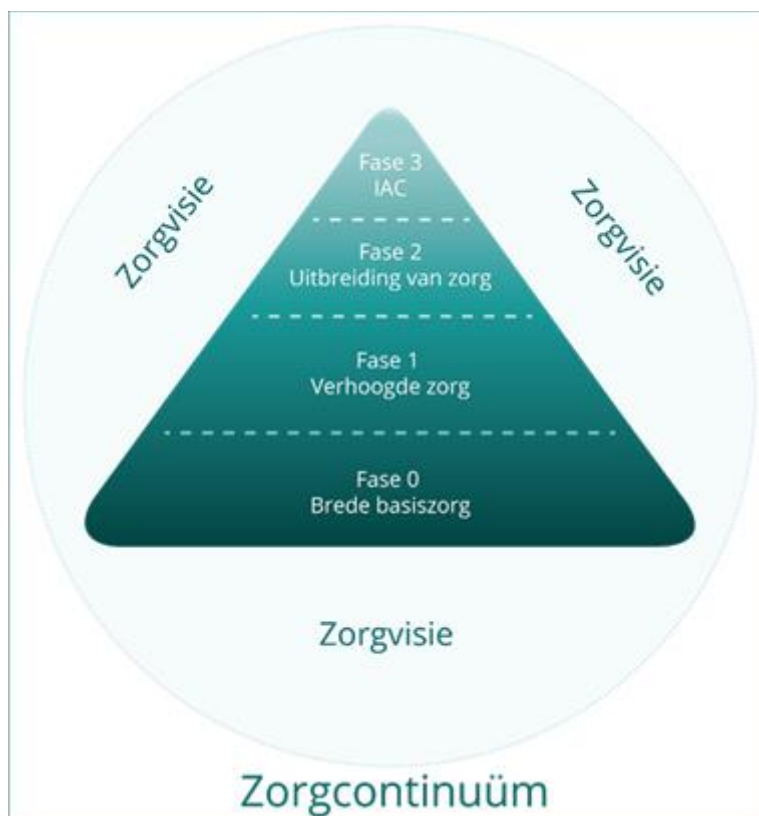 Zorgvisie
Zorgvisie
Fase 3
IAC
Fase 2
Uitbreiding van zorg
Fase 1
Verhoogde zorg
Fase 0
Brede basiszorg
Zorgvisie
Zorgcontinuüm